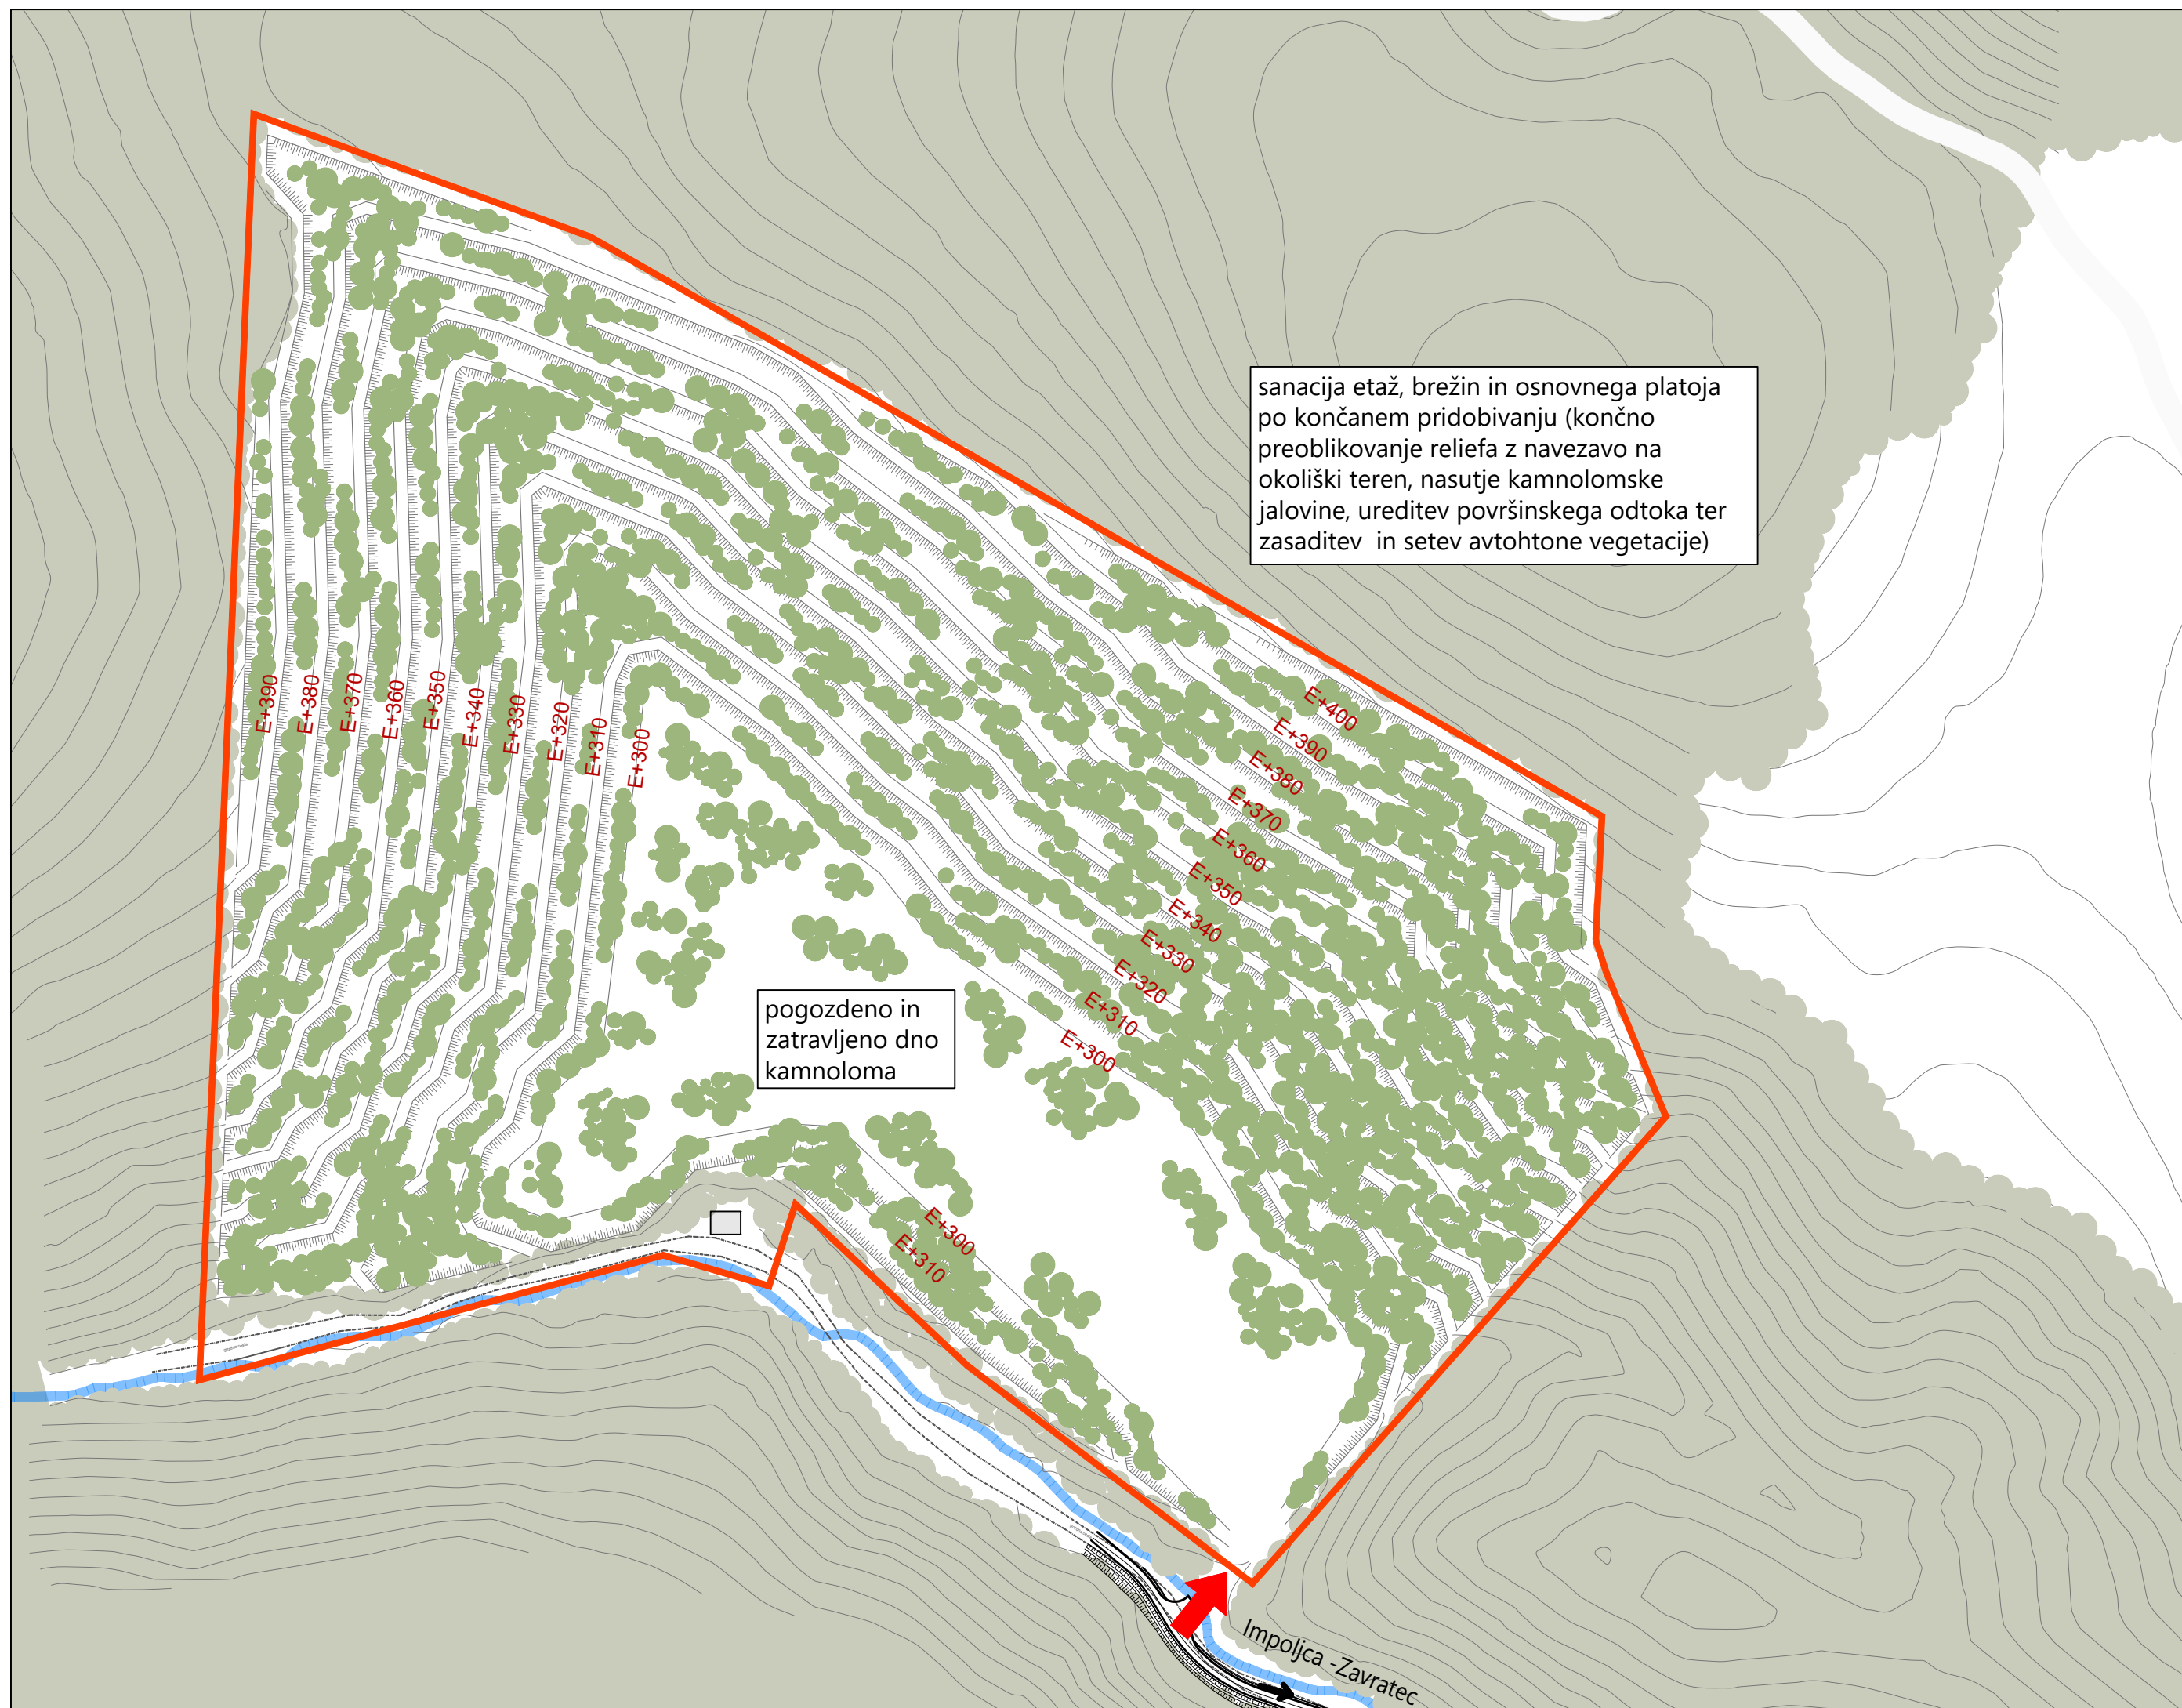 sanacija etaž, brežin in osnovnega platoja
po končanem pridobivanju (končno
preoblikovanje reliefa z navezavo na
okoliški teren, nasutje kamnolomske
jalovine, ureditev površinskega odtoka ter
zasaditev in setev avtohtone vegetacije)
E+390
E+380
E+370
E+360
E+350
E+340
E+330
E+320
E+310
E+300
E+400
E+390
E+380
E+370
E+360
E+350
E+340
E+330
E+320
E+310
E+300
pogozdeno in
zatravljeno dno
kamnoloma
E+300
E+310
Impoljca -Zavratec